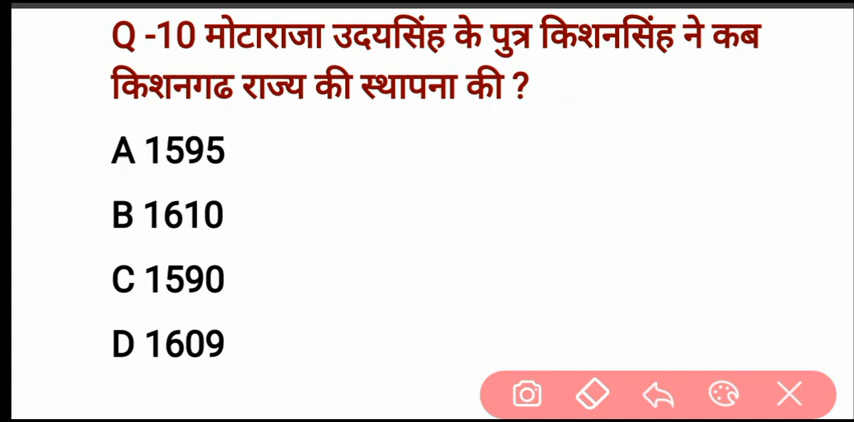 Q -10 मोटाराजा उदयसिंह के पुत्र किशनसिंह ने कब
किशनगढ राज्य की स्थापना की ?
A 1595
B 1610
C 1590
D 1609